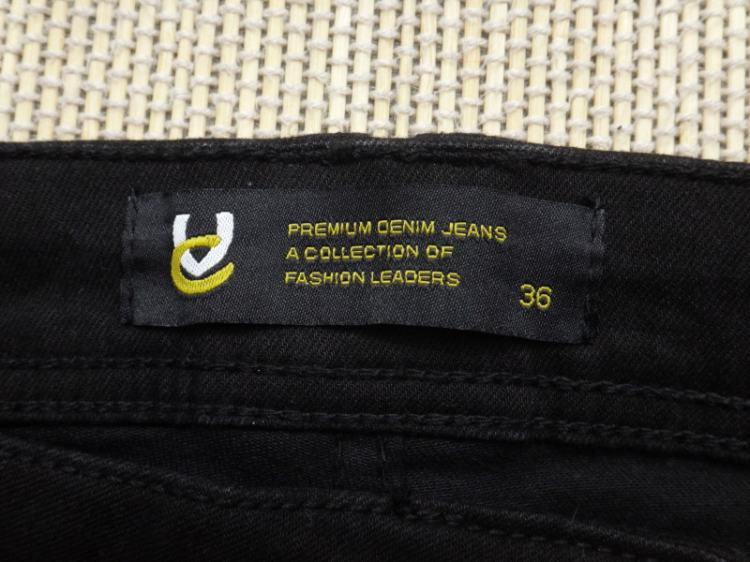 PREMIUM DENIM JEANS
A COLLECTION OF
FASHION LEADERS
36